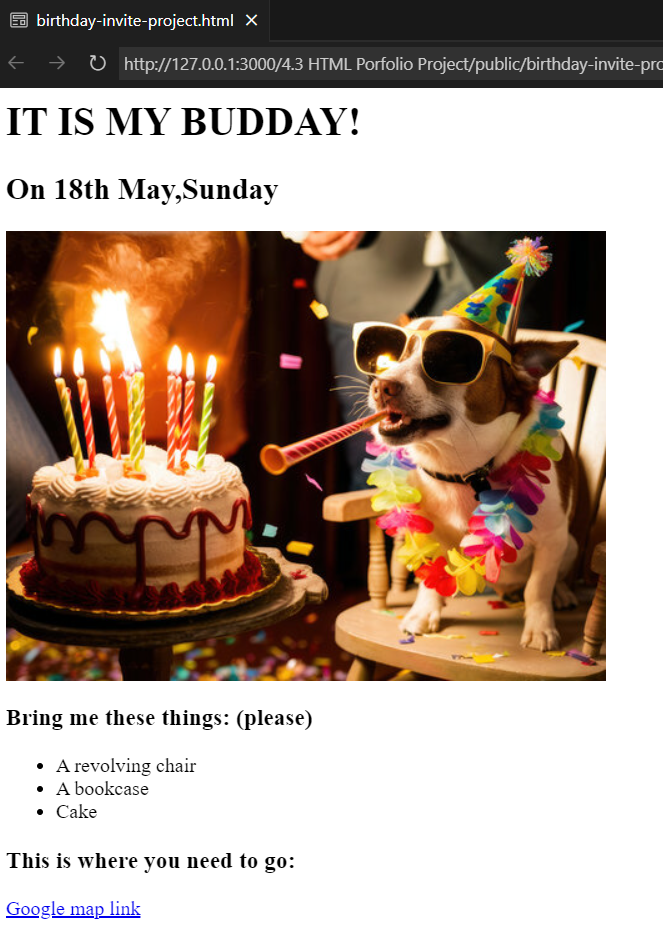 birthday-invite-project.html
http://127.0.0.1:3000/4.3 HTML Porfolio Project/public/birthday-invite-pro
IT IS MY BUDDAY!
On 18th May,Sunday
Bring me these things: (please)
A revolving chair
A bookcase
Cake
This is where you need to go:
Google map link